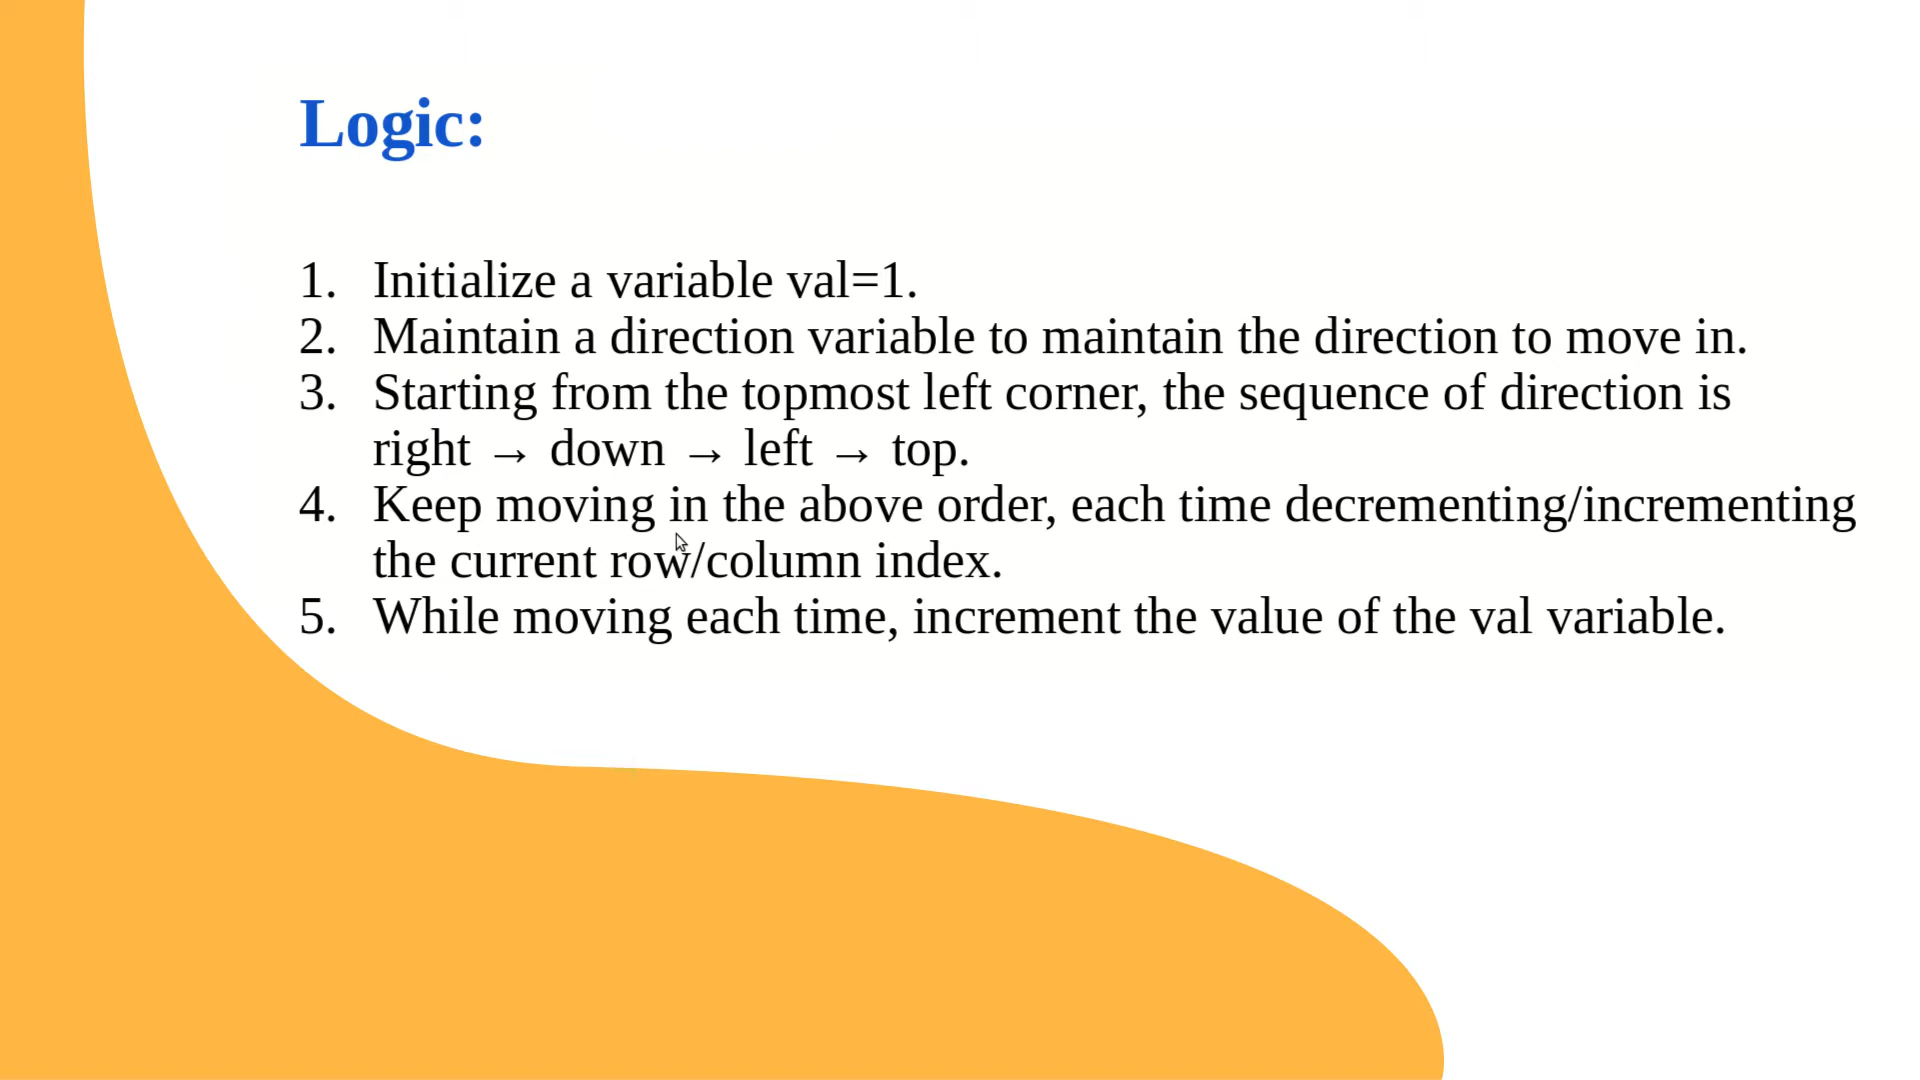 Logic:
1. Initialize a variable val=1.
2. Maintain a direction variable to maintain the direction to move in.
3. Starting from the topmost left corner, the sequence of direction is
right → down → left → top.
4. Keep moving in the above order, each time decrementing/incrementing
the current row/column index.
5. While moving each time, increment the value of the val variable.